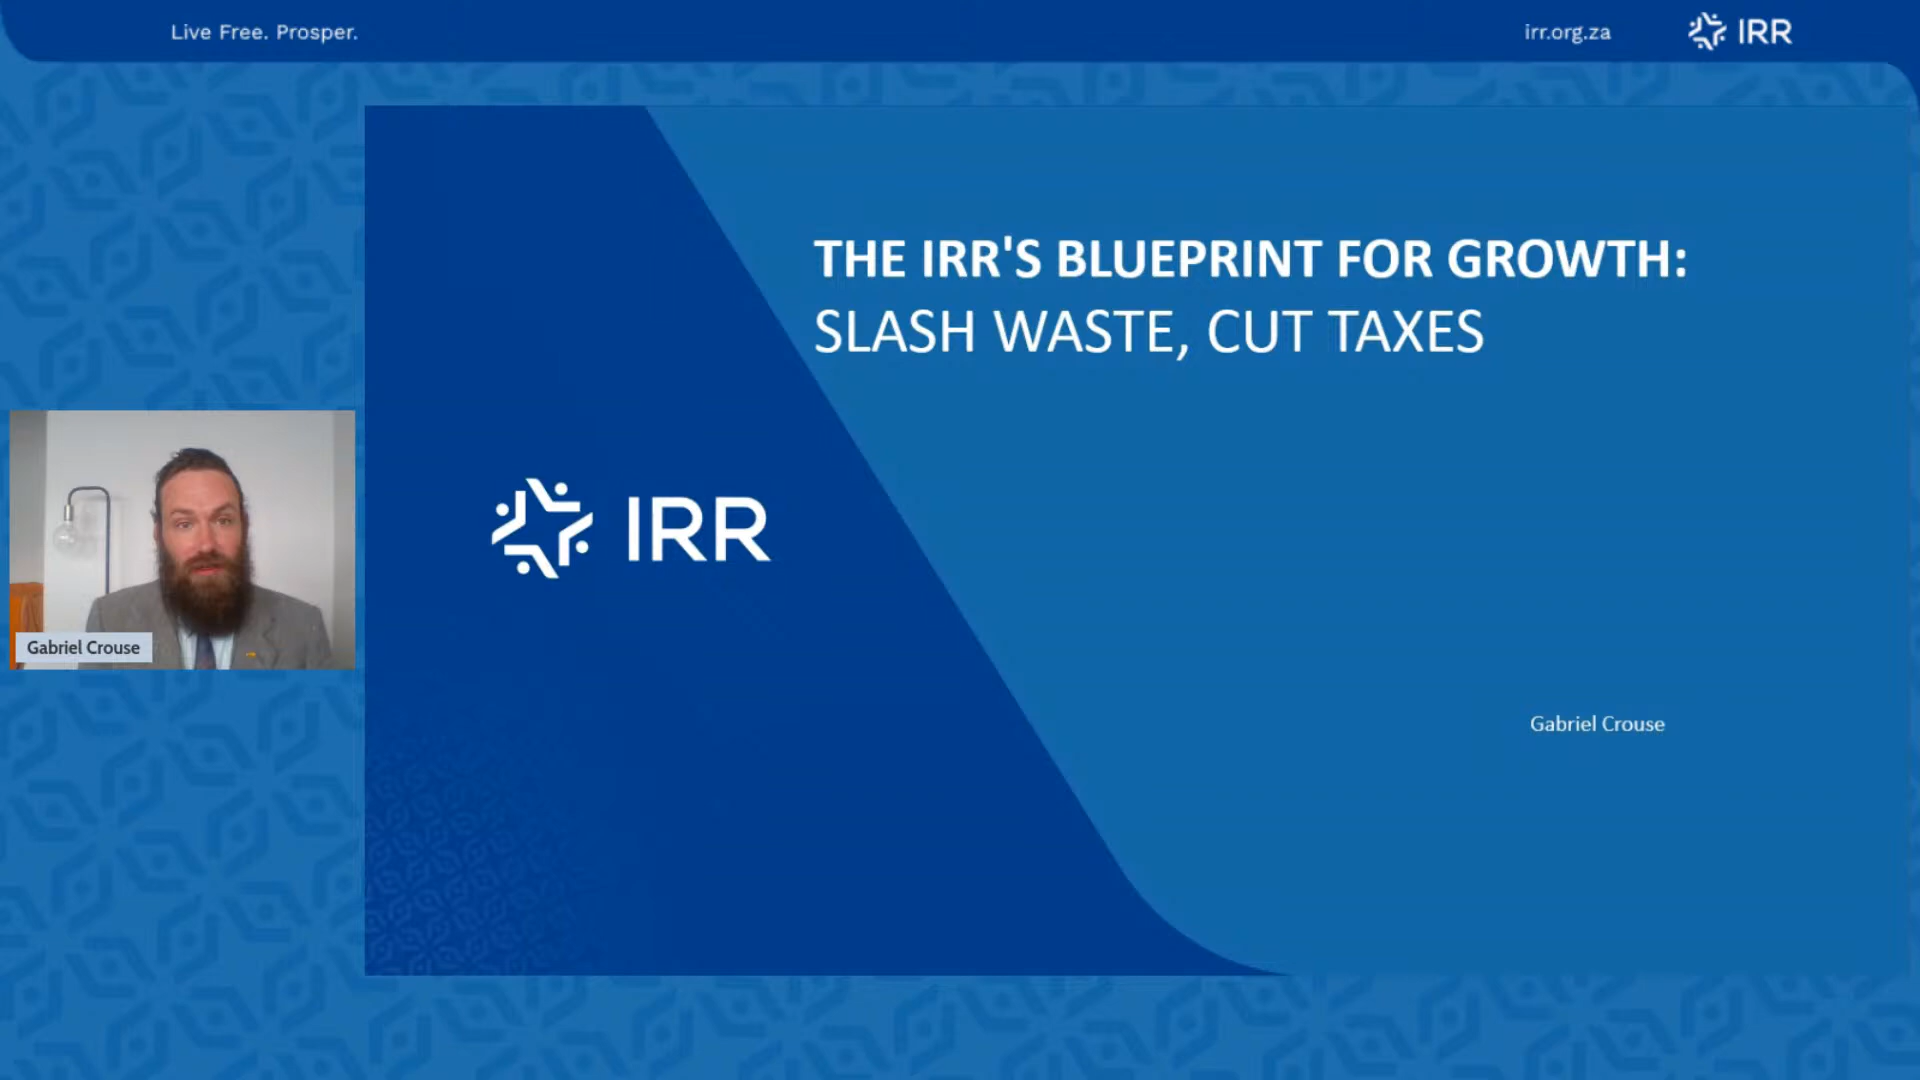 Live Free. Prosper.
irr.org.za
IRR
THE IRR'S BLUEPRINT FOR GROWTH:
SLASH WASTE, CUT TAXES
IRR
Gabriel Crouse
Gabriel Crouse